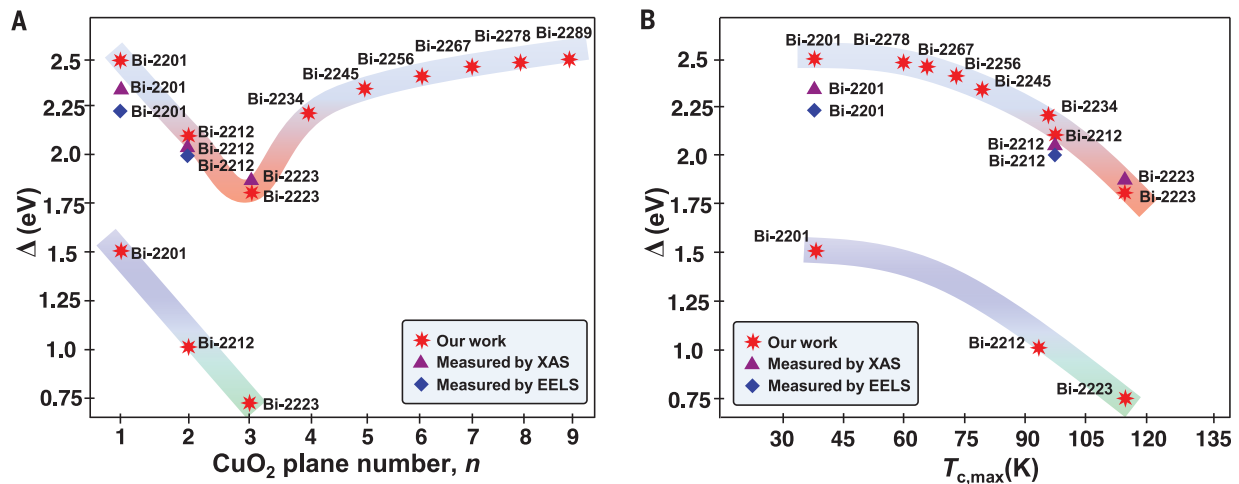 A
Δ (eV)
2.5
2.25
2.0
1.75
1.5
1.25
1.0
0.75
Bi-2201
Bi-2201
Bi-2201
Bi-2212
Bi-2212
Bi-2212
Bi-2223
Bi-2223
Bi-2234
Bi-2245
Bi-2256
Bi-2267
Bi-2278
Bi-2289
Bi-2201
Bi-2212
Bi-2223
Our work
Measured by XAS
Measured by EELS
1 2 3 4 5 6 7 8 9
CuO2 plane number, n
B
Δ (eV)
2.5
2.25
2.0
1.75
1.5
1.25
1.0
0.75
Bi-2201
Bi-2278
Bi-2267
Bi-2256
Bi-2245
Bi-2201
Bi-2201
Bi-2234
Bi-2212
Bi-2212
Bi-2212
Bi-2223
Bi-2223
Bi-2201
Bi-2212
Bi-2223
Our work
Measured by XAS
Measured by EELS
30 45 60 75 90 105 120 135
Tc,max(K)